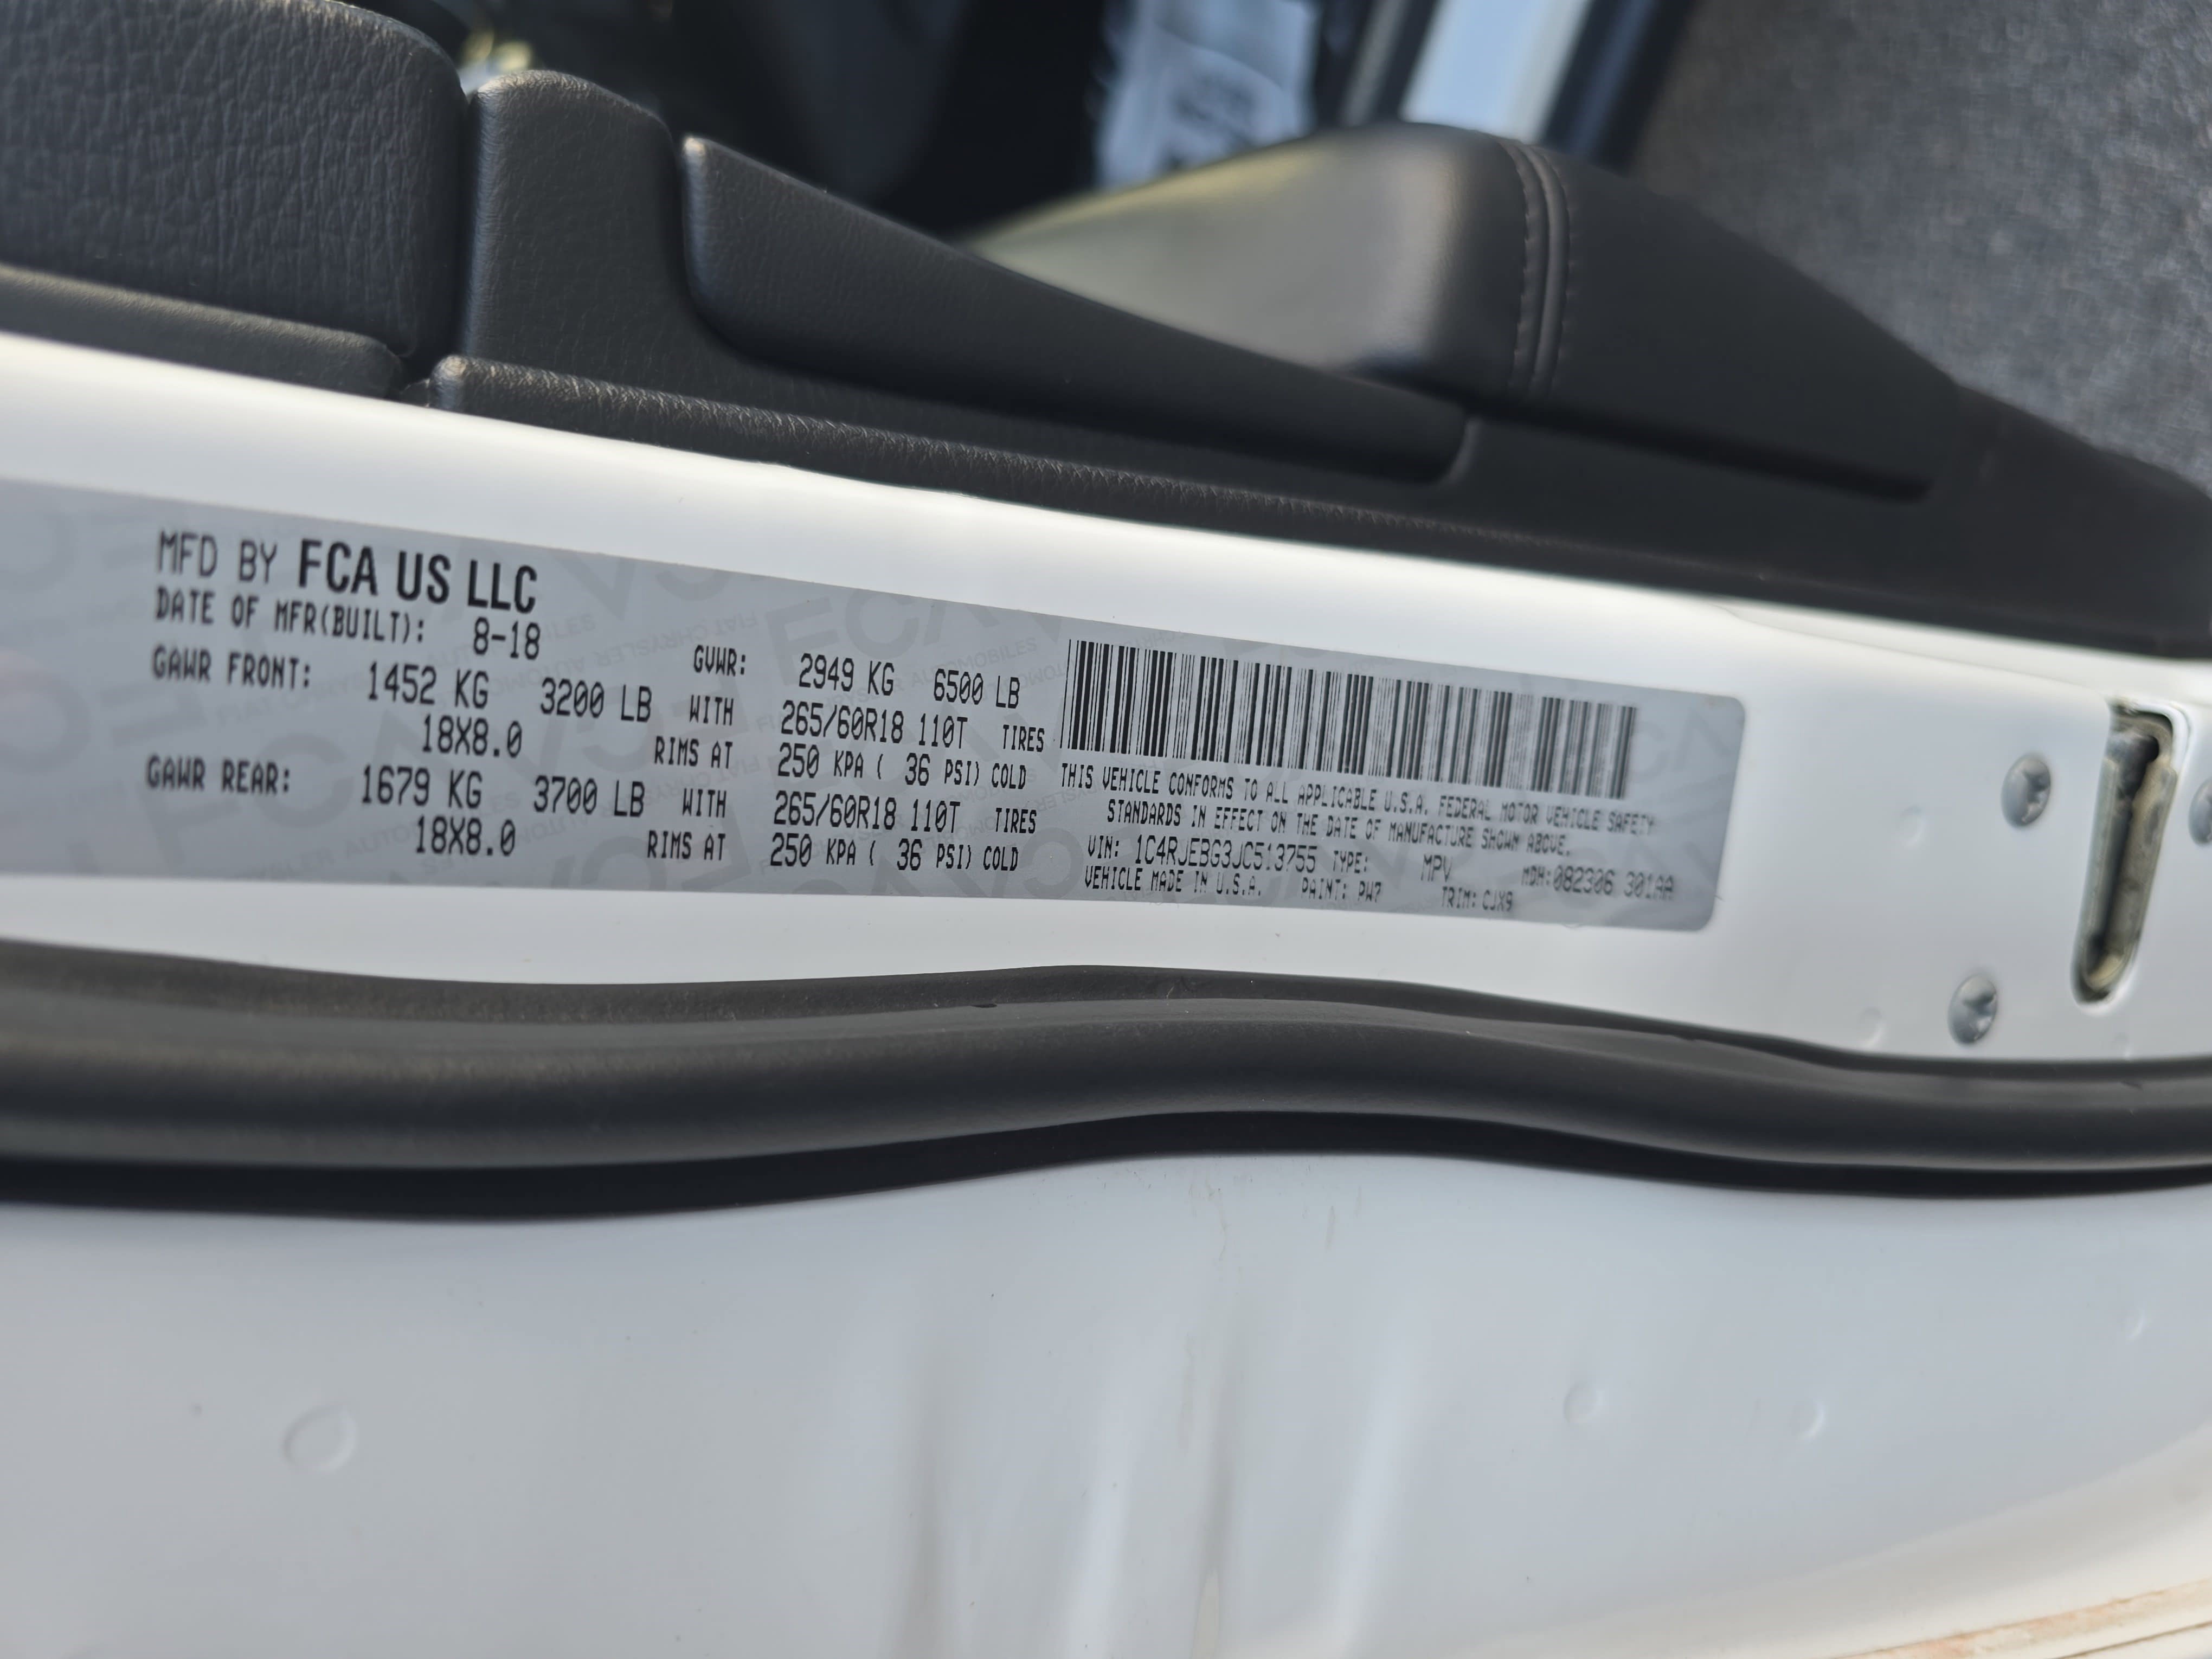 MFD BY FCA US LLC
DATE OF MFR(BUILT): 8-18 GVWR: 2949 KG 6500 LB
GAWR FRONT: 1452 KG 3200 LB WITH 265/60R18 110T TIRES
18X8.0 RIMS AT 250 KPA ( 36 PSI) COLD
GAWR REAR: 1679 KG 3700 LB WITH 265/60R18 110T TIRES
18X8.0 RIMS AT 250 KPA ( 36 PSI) COLD
THIS VEHICLE CONFORMS TO ALL APPLICABLE U.S.A. FEDERAL MOTOR VEHICLE SAFETY
STANDARDS IN EFFECT ON THE DATE OF MANUFACTURE SHOWN ABOVE.
VIN: 1C4RJEBG3JC513755 TYPE: MPV MDH:082306 301AA
VEHICLE MADE IN U.S.A. PAINT: PW7 TRIM: CJX9